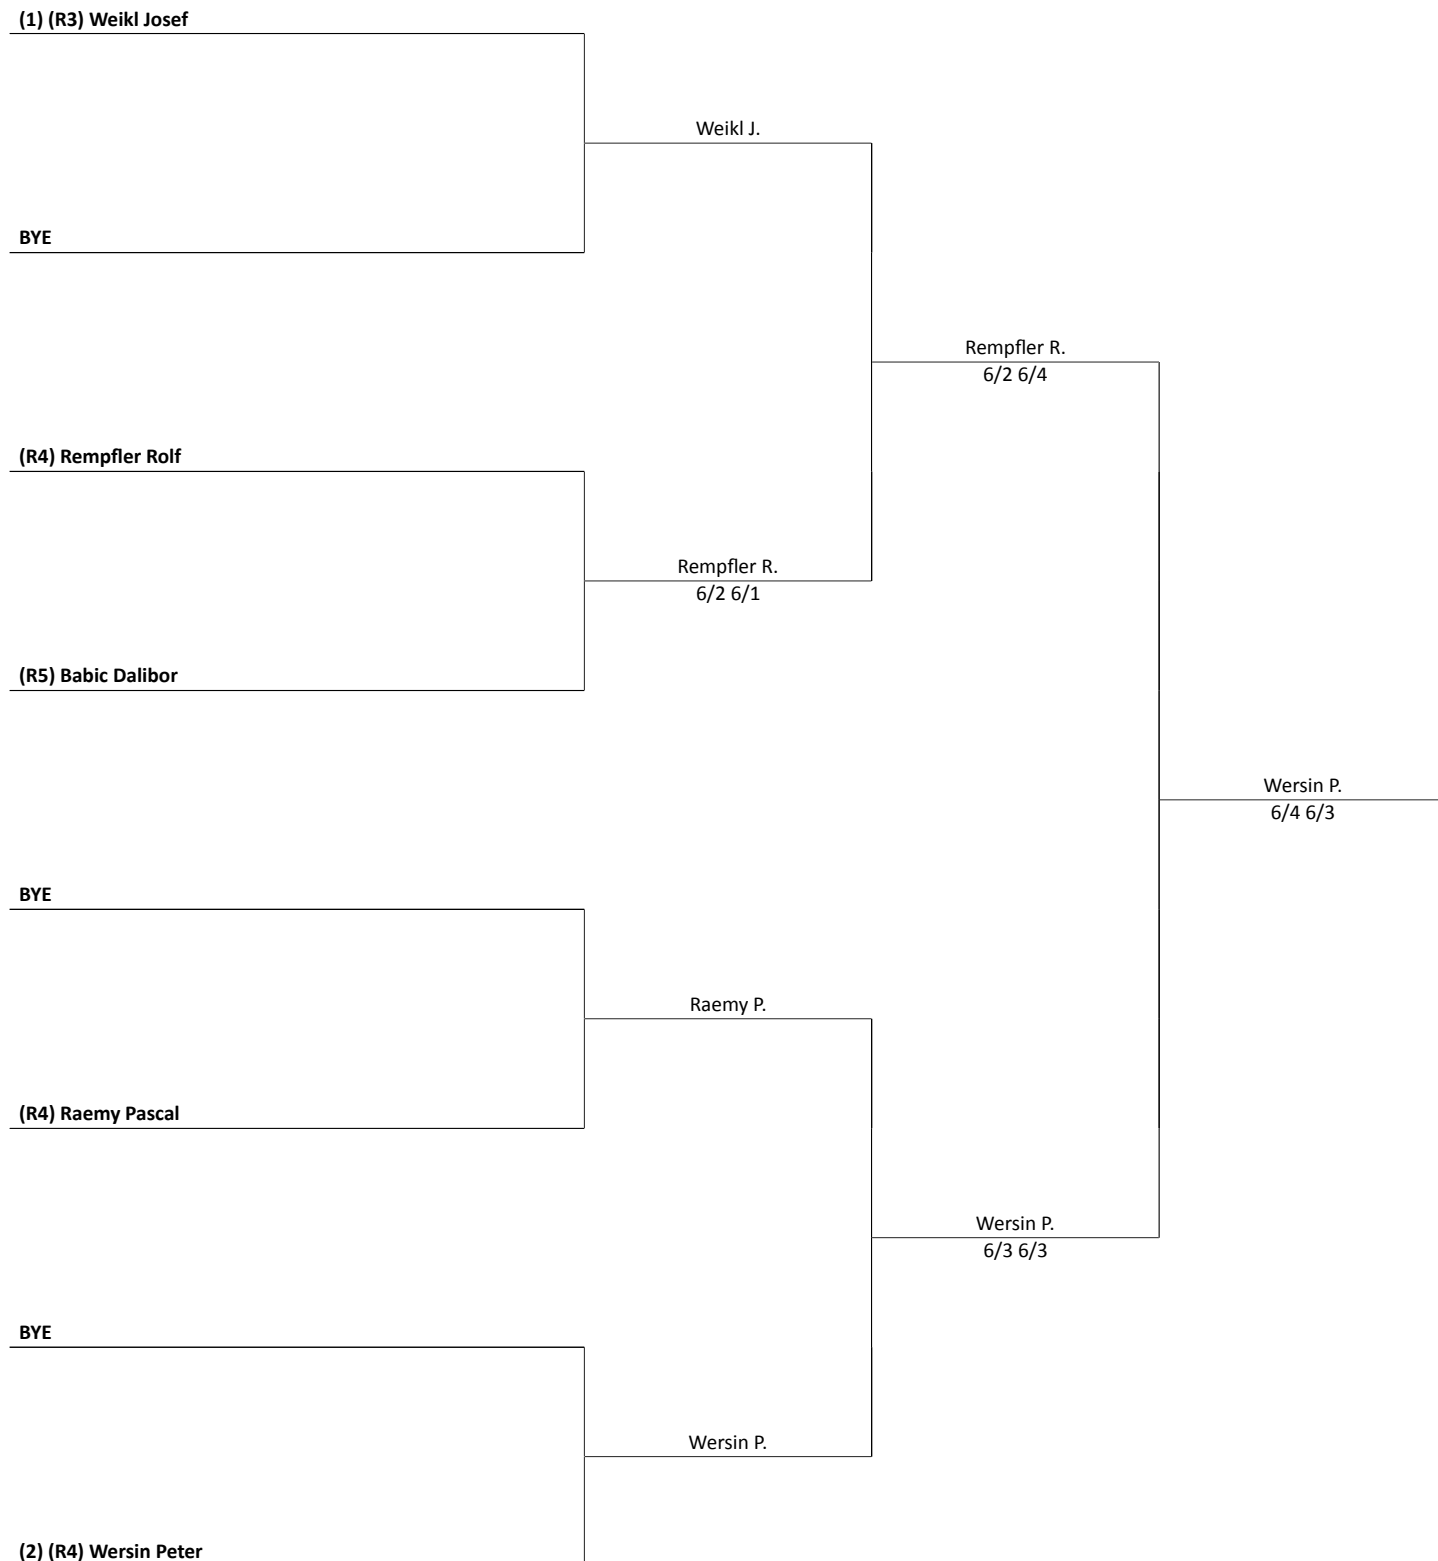 (1) (R3) Weikl Josef
Weikl J.
BYE
Rempfler R.
6/2 6/4
(R4) Rempfler Rolf
Rempfler R.
6/2 6/1
(R5) Babic Dalibor
Wersin P.
6/4 6/3
BYE
Raemy P.
(R4) Raemy Pascal
Wersin P.
6/3 6/3
BYE
Wersin P.
(2) (R4) Wersin Peter